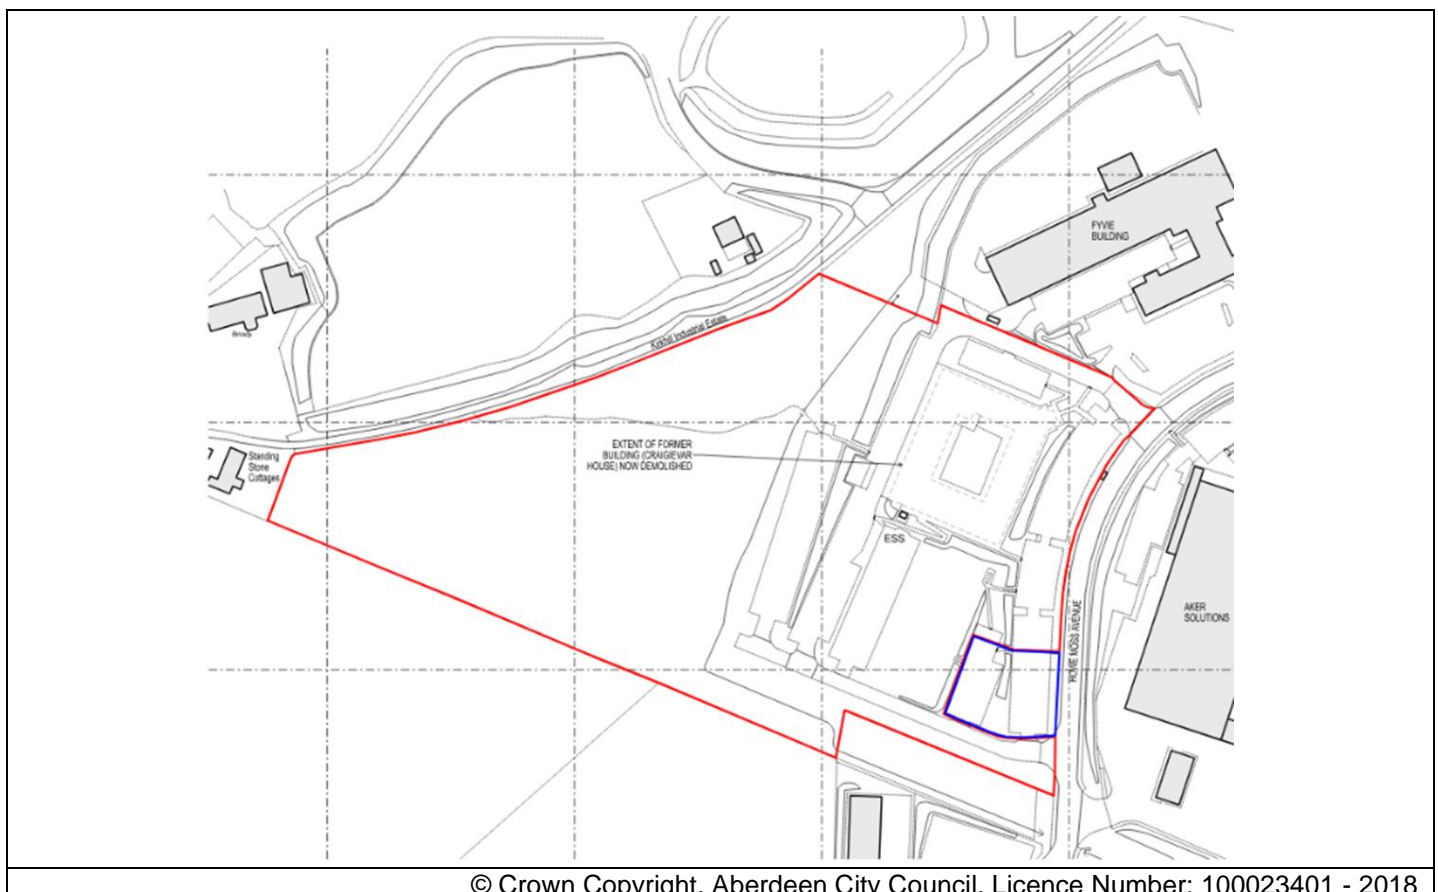 FYVIE
BUILDING
Kirkhill Industrial Estate
EXTENT OF FORMER
BUILDING (CRAIGIEVAR
HOUSE) NOW DEMOLISHED
Standing
Stone
Cottages
ESS
HOWE MOSS AVENUE
AKER
SOLUTIONS
© Crown Copyright. Aberdeen City Council. Licence Number: 100023401 - 2018